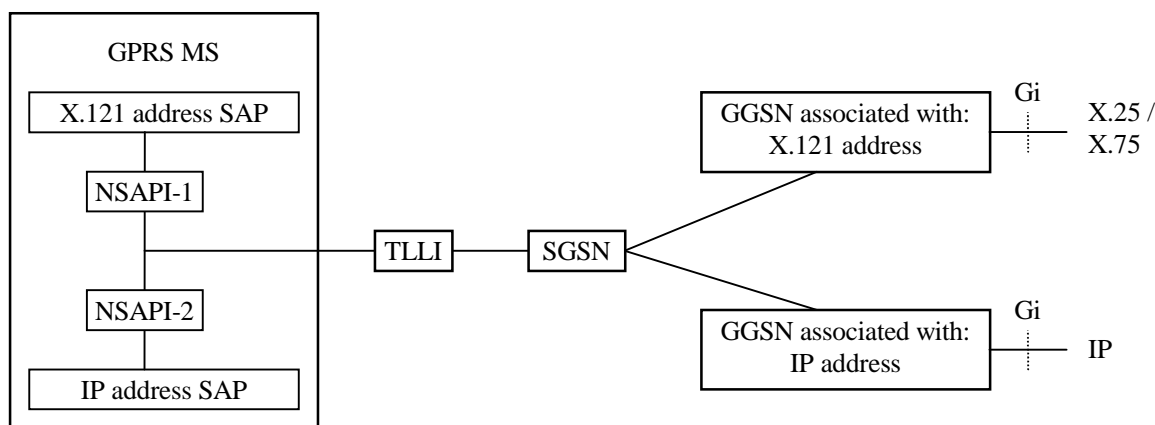 GPRS MS
X.121 address SAP
NSAPI-1
NSAPI-2
IP address SAP
TLLI
SGSN
GGSN associated with:
X.121 address
Gi
X.25 /
X.75
GGSN associated with:
IP address
Gi
IP